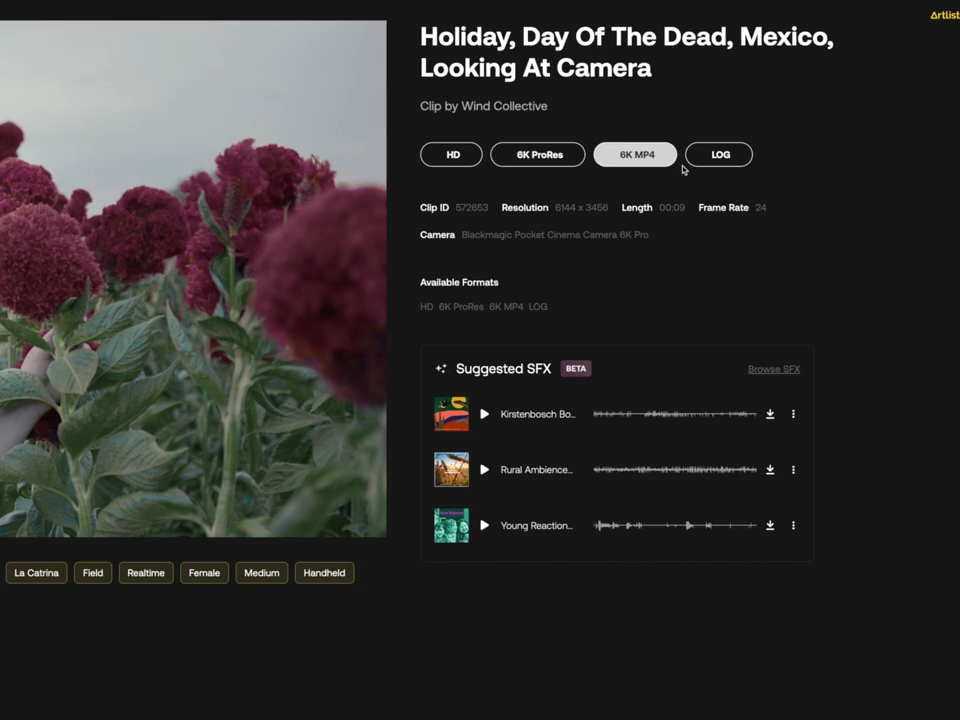 Artlist
Holiday, Day Of The Dead, Mexico,
Looking At Camera
Clip by Wind Collective
HD 6K ProRes 6K MP4 LOG
Clip ID 572653 Resolution 6144 x 3456 Length 00:09 Frame Rate 24
Camera Blackmagic Pocket Cinema Camera 6K Pro
Available Formats
HD 6K ProRes 6K MP4 LOG
Suggested SFX BETA Browse SFX
Kirstenbosch Bo...
Rural Ambience...
Young Reaction...
La Catrina Field Realtime Female Medium Handheld